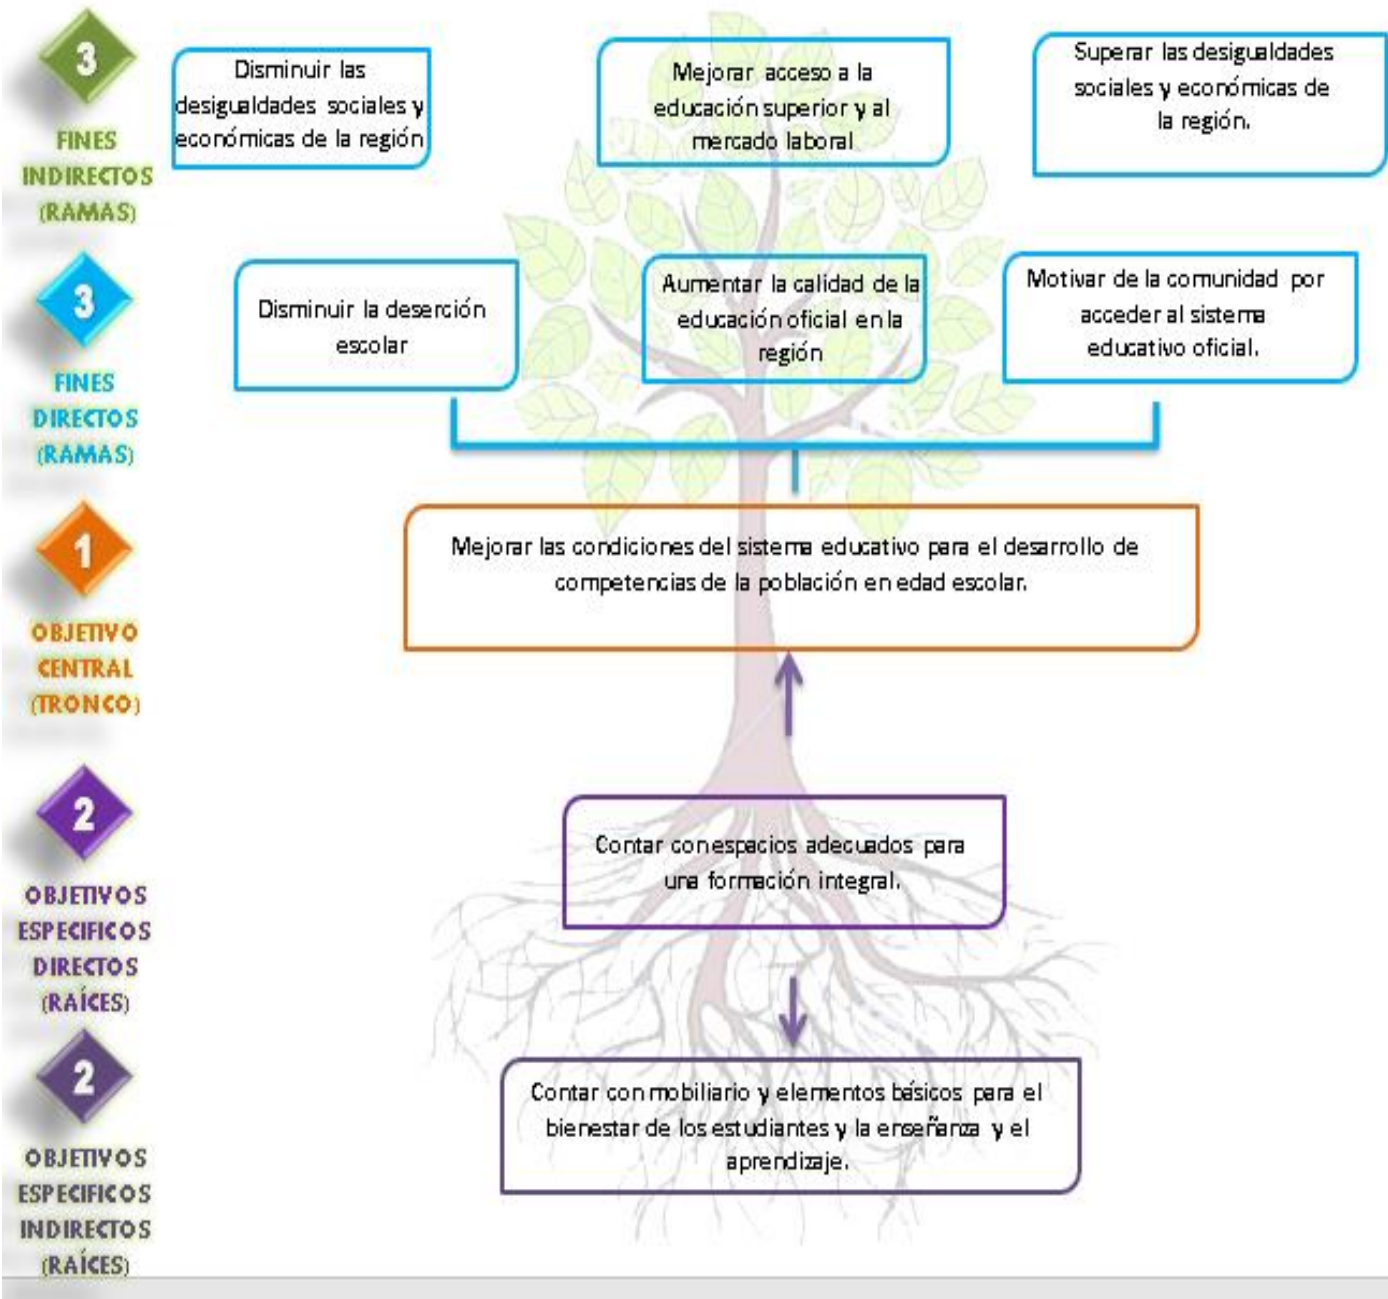 3
FINES
INDIRECTOS
(RAMAS)
Disminuir las
desigualdades sociales y
económicas de la región
Mejorar acceso a la
educación superior y al
mercado laboral
Superar las desigualdades
sociales y económicas de
la región.
3
FINES
DIRECTOS
(RAMAS)
Disminuir la deserción
escolar
Aumentar la calidad de la
educación oficial en la
región
Motivar de la comunidad por
acceder al sistema
educativo oficial.
1
OBJETIVO
CENTRAL
(TRONCO)
Mejorar las condiciones del sistema educativo para el desarrollo de
competencias de la población en edad escolar.
2
OBJETIVOS
ESPECIFICOS
DIRECTOS
(RAÍCES)
Contar con espacios adecuados para
una formación integral.
2
OBJETIVOS
ESPECIFICOS
INDIRECTOS
(RAÍCES)
Contar con mobiliario y elementos básicos para el
bienestar de los estudiantes y la enseñanza y el
aprendizaje.